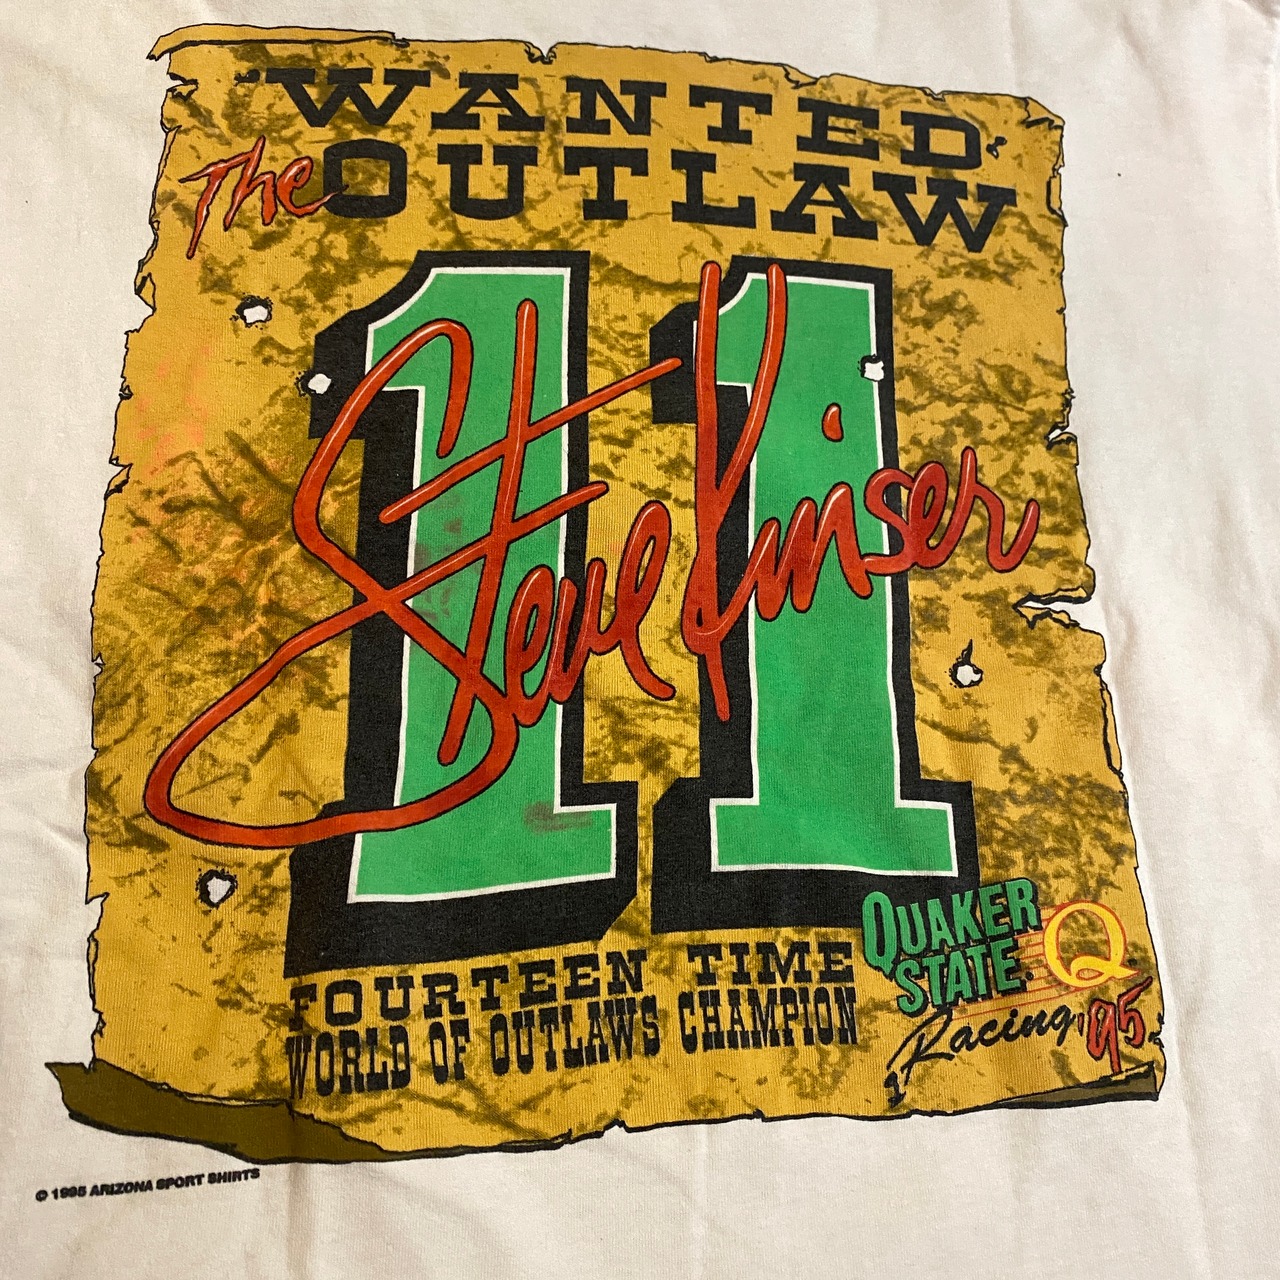 WANTED
The OUTLAW
11
Steve Kinser
FOURTEEN TIME
WORLD OF OUTLAWS CHAMPION
QUAKER
STATE.
Q
Racing '95
© 1995 ARIZONA SPORT SHIRTS